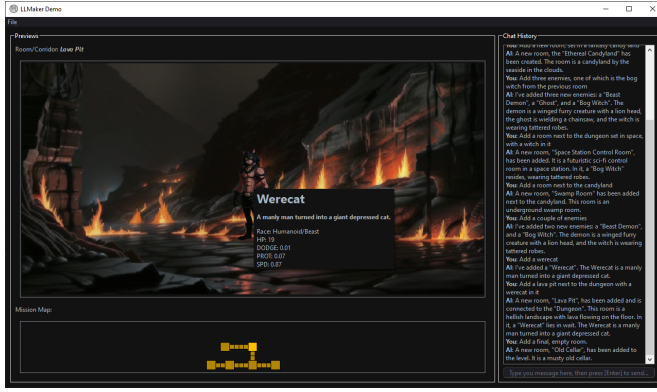 LLMaker Demo
File
Previews
Room/Corridor Lava Pit
Werecat
A manly man turned into a giant depressed cat.
Race: Humanoid/Beast
HP: 19
DODGE: 0.01
PROT: 0.07
SPD: 0.87
Mission Map:
Chat History
You: Add a new room, set in a fantasy candy land
AI: A new room, the "Ethereal Candyland" has
been created. The room is a candyland by the
seaside in the clouds.
You: Add three enemies, one of which is the bog
witch from the previous room
AI: I've added three new enemies: a "Beast
Demon", a "Ghost", and a "Bog Witch". The
demon is a winged furry creature with a lion head,
the ghost is wielding a chainsaw, and the witch is
wearing tattered robes.
You: Add a room next to the dungeon set in space,
with a witch in it
AI: A new room, "Space Station Control Room",
has been added. It is a futuristic sci-fi control
room in a space station. In it, a "Bog Witch"
resides, wearing tattered robes.
You: Add a room next to the candyland
AI: A new room, "Swamp Room" has been added
next to the candyland. This room is an
underground swamp room.
You: Add a couple of enemies
AI: I've added two new enemies: a "Beast Demon",
and a "Bog Witch". The demon is a winged furry
creature with a lion head, and the witch is wearing
tattered robes.
You: Add a werecat
AI: I've added a "Werecat". The Werecat is a manly
man turned into a giant depressed cat.
You: Add a lava pit next to the dungeon with a
werecat in it
AI: A new room, "Lava Pit", has been added and is
connected to the "Dungeon". This room is a
hellish landscape with lava flowing on the floor. In
it, a "Werecat" lies in wait. The Werecat is a manly
man turned into a giant depressed cat.
You: Add a final, empty room.
AI: A new room, "Old Cellar", has been added to
the level. It is a musty old cellar.
Type you message here, then press [Enter] to send...